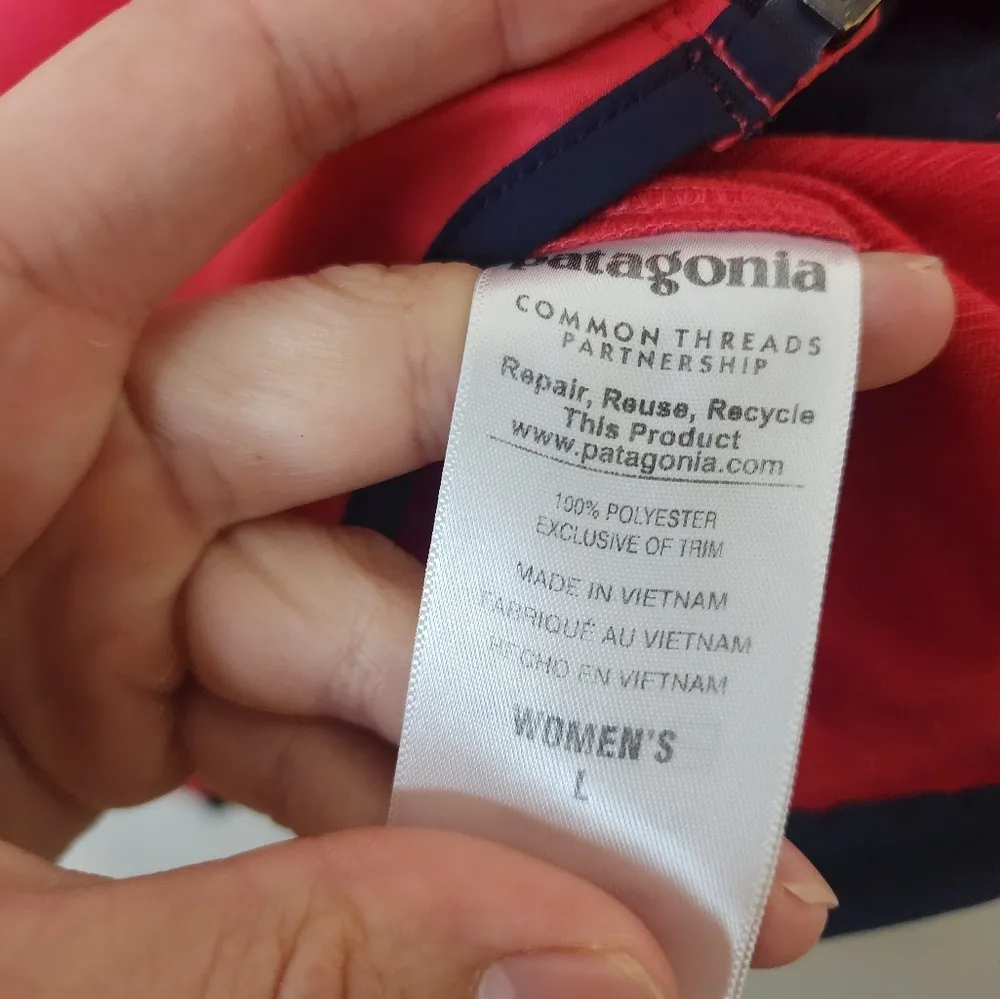 patagonia
COMMON THREADS
PARTNERSHIP
Repair, Reuse, Recycle
This Product
www.patagonia.com
100% POLYESTER
EXCLUSIVE OF TRIM
MADE IN VIETNAM
FABRIQUÉ AU VIETNAM
HECHO EN VIETNAM
WOMEN'S
L